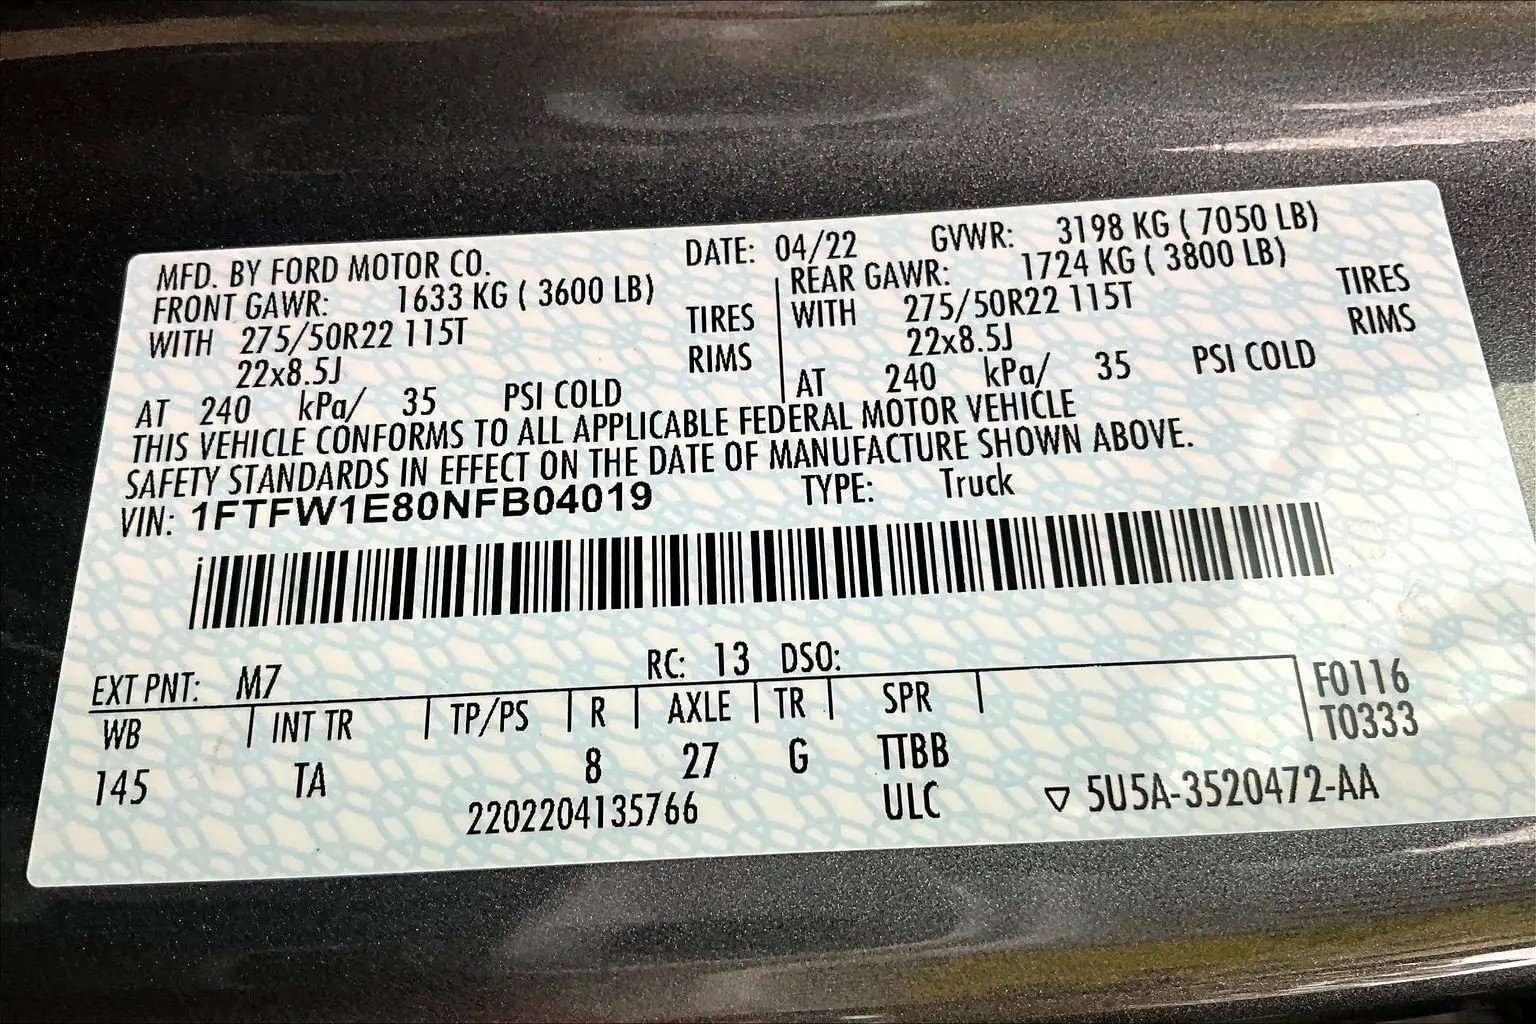 MFD. BY FORD MOTOR CO. DATE: 04/22 GVWR: 3198 KG ( 7050 LB)
FRONT GAWR: 1633 KG ( 3600 LB) REAR GAWR: 1724 KG ( 3800 LB)
WITH 275/50R22 115T TIRES WITH 275/50R22 115T TIRES
22x8.5J RIMS 22x8.5J RIMS
AT 240 kPa/ 35 PSI COLD AT 240 kPa/ 35 PSI COLD
THIS VEHICLE CONFORMS TO ALL APPLICABLE FEDERAL MOTOR VEHICLE
SAFETY STANDARDS IN EFFECT ON THE DATE OF MANUFACTURE SHOWN ABOVE.
VIN: 1FTFW1E80NFB04019 TYPE: Truck
EXT PNT: M7 RC: 13 DSO:
WB INT TR TP/PS R AXLE TR SPR F0116
T0333
145 TA 8 27 G TTBB
2202204135766 ULC ▽ 5U5A-3520472-AA